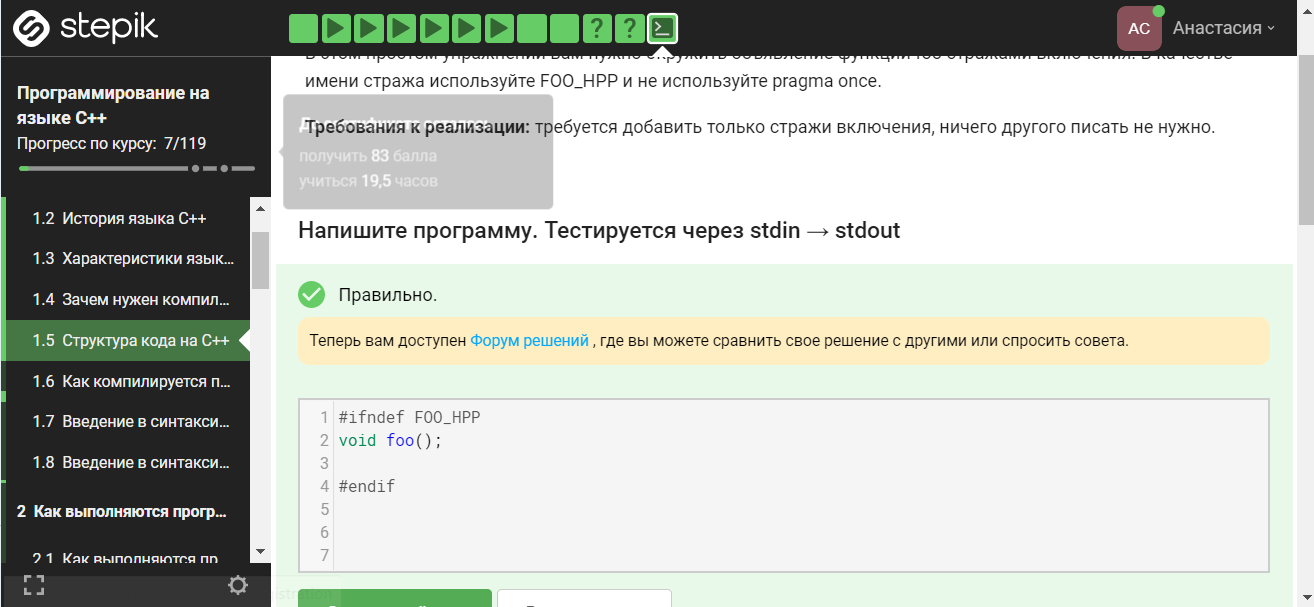 stepik
? ?
АС
Анастасия
Программирование на
языке C++
Прогресс по курсу: 7/119
1.2 История языка C++
1.3 Характеристики язык...
1.4 Зачем нужен компил...
1.5 Структура кода на C++
1.6 Как компилируется п...
1.7 Введение в синтакси...
1.8 Введение в синтакси...
2 Как выполняются прогр...
2.1 Как выполняются пр
В этом простом упражнении вам нужно окружить объявление функции foo стражами включения. В качестве
имени стража используйте FOO_HPP и не используйте pragma once.
Требования к реализации: требуется добавить только стражи включения, ничего другого писать не нужно.
получить 83 балла
учиться 19,5 часов
Напишите программу. Тестируется через stdin → stdout
Правильно.
Теперь вам доступен Форум решений , где вы можете сравнить свое решение с другими или спросить совета.
1 #ifndef FOO_HPP
2 void foo();
3
4 #endif
5
6
7